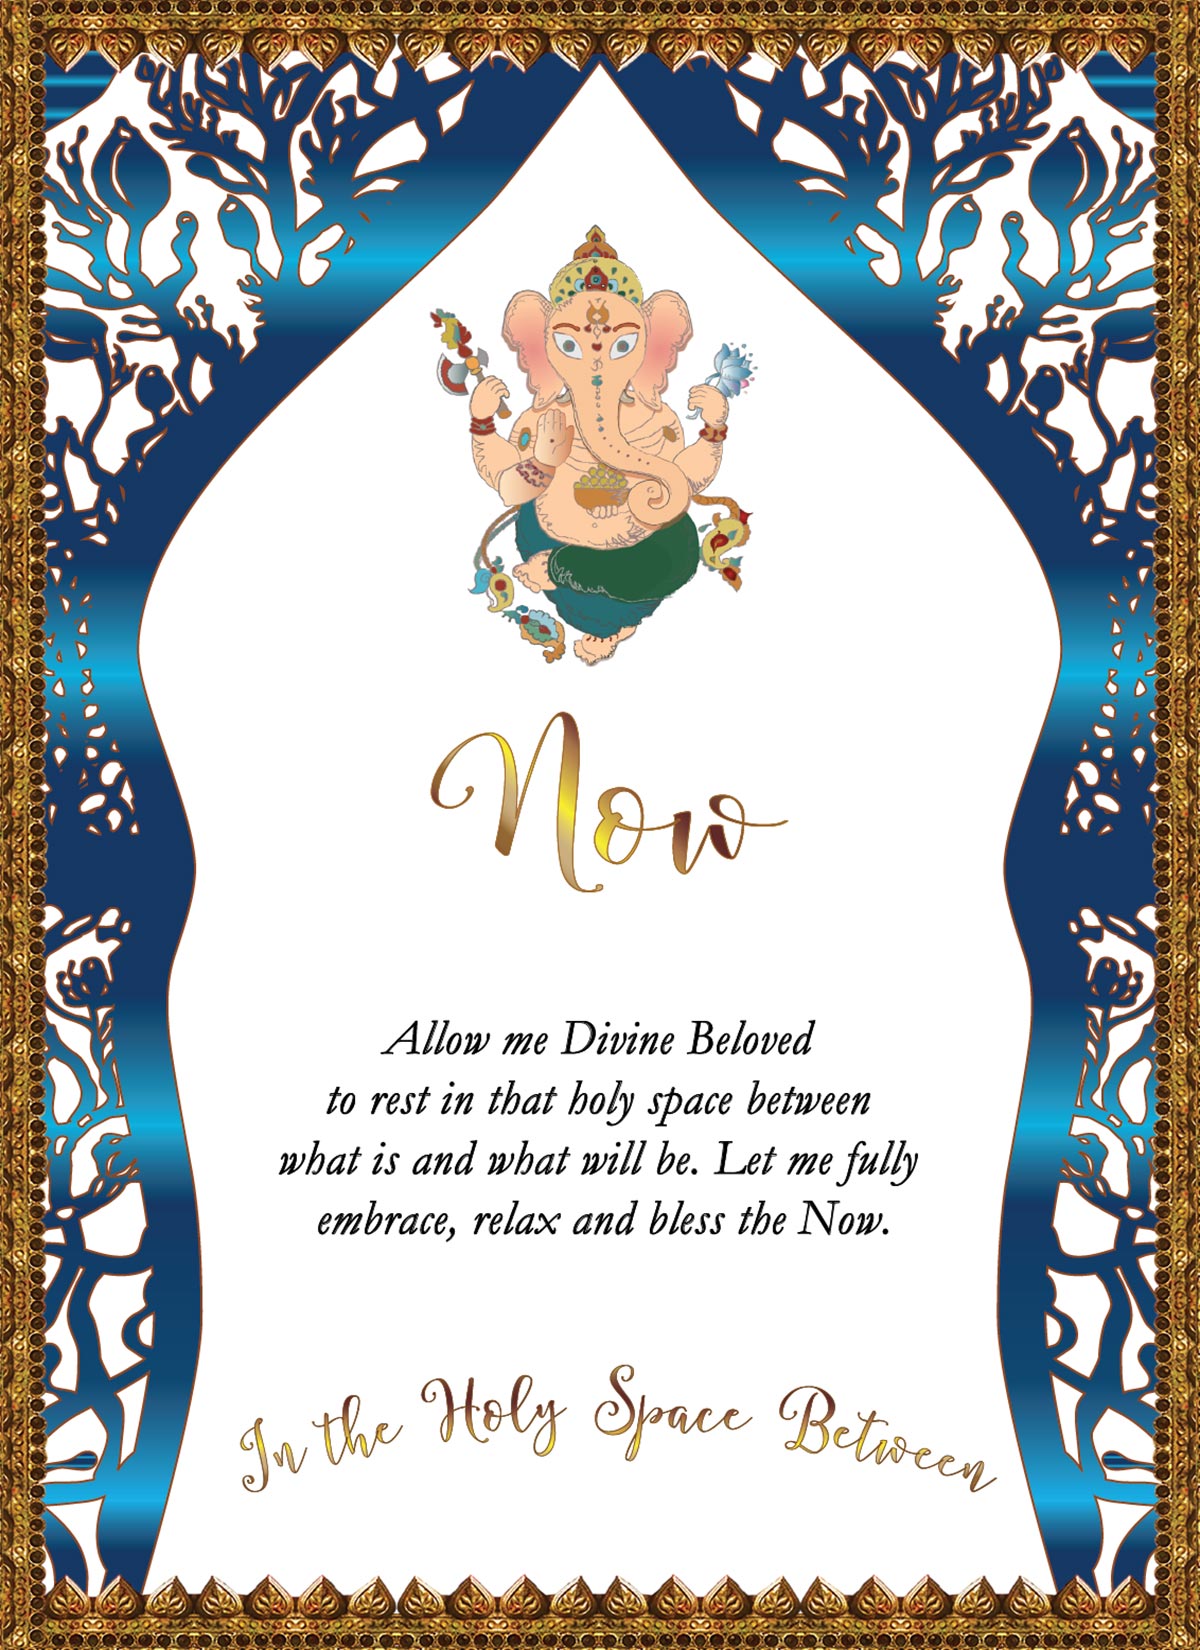 Now
Allow me Divine Beloved
to rest in that holy space between
what is and what will be. Let me fully
embrace, relax and bless the Now.
In the Holy Space Between